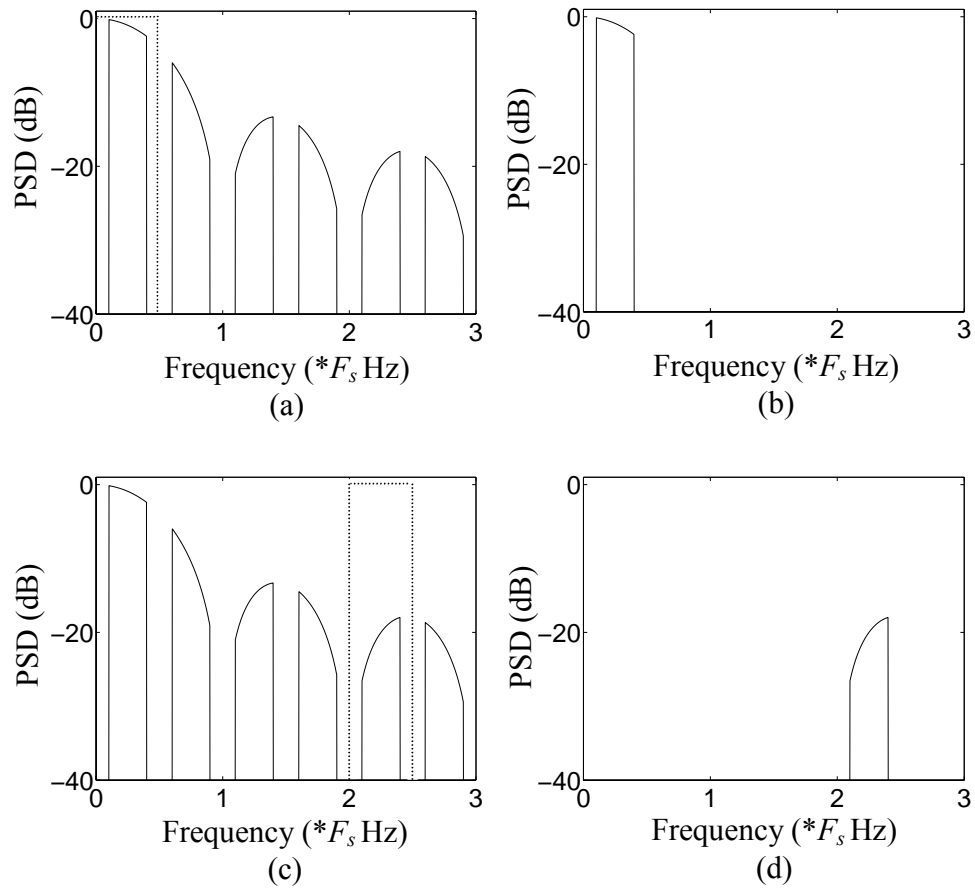 0
−20
−40
PSD (dB)
0 1 2 3
Frequency (*Fs Hz)
(a)
0
−20
−40
PSD (dB)
0 1 2 3
Frequency (*Fs Hz)
(b)
0
−20
−40
PSD (dB)
0 1 2 3
Frequency (*Fs Hz)
(c)
0
−20
−40
PSD (dB)
0 1 2 3
Frequency (*Fs Hz)
(d)